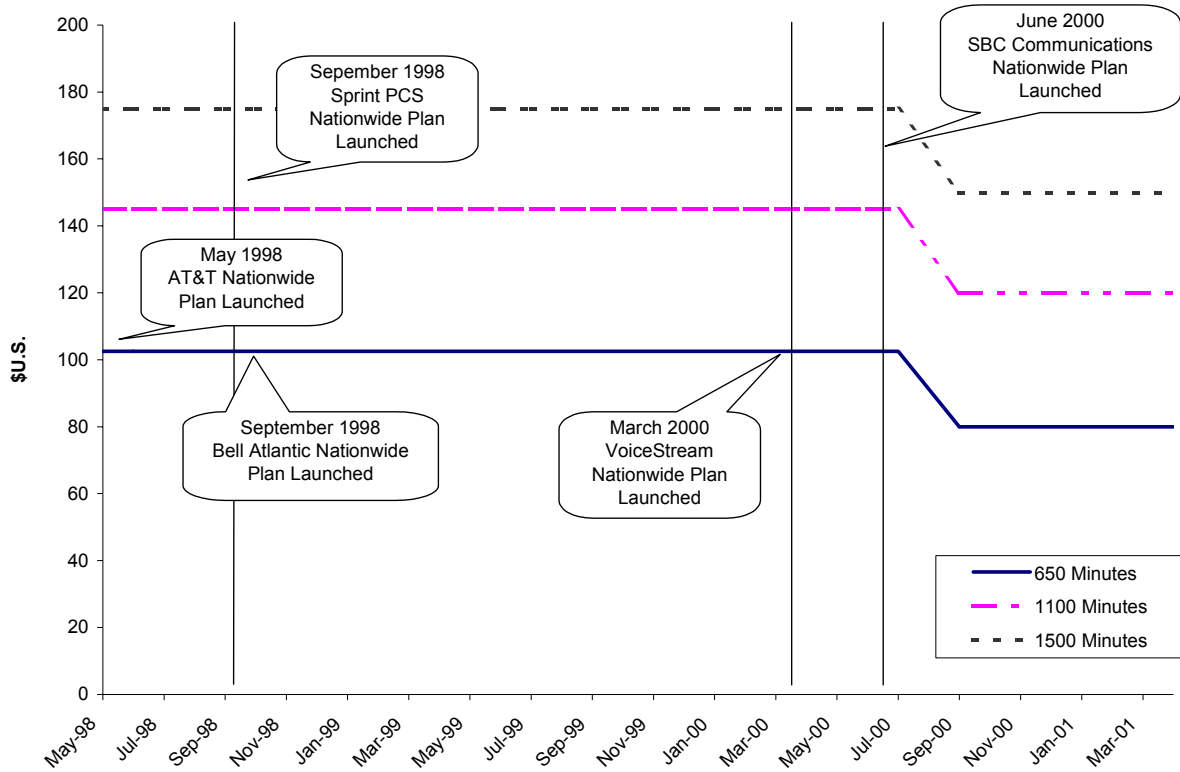 200
180
160
140
120
100
80
60
40
20
0
$U.S.
Sepember 1998
Sprint PCS
Nationwide Plan
Launched
June 2000
SBC Communications
Nationwide Plan
Launched
May 1998
AT&T Nationwide
Plan Launched
September 1998
Bell Atlantic Nationwide
Plan Launched
March 2000
VoiceStream
Nationwide Plan
Launched
650 Minutes
1100 Minutes
1500 Minutes
May-98
Jul-98
Sep-98
Nov-98
Jan-99
Mar-99
May-99
Jul-99
Sep-99
Nov-99
Jan-00
Mar-00
May-00
Jul-00
Sep-00
Nov-00
Jan-01
Mar-01